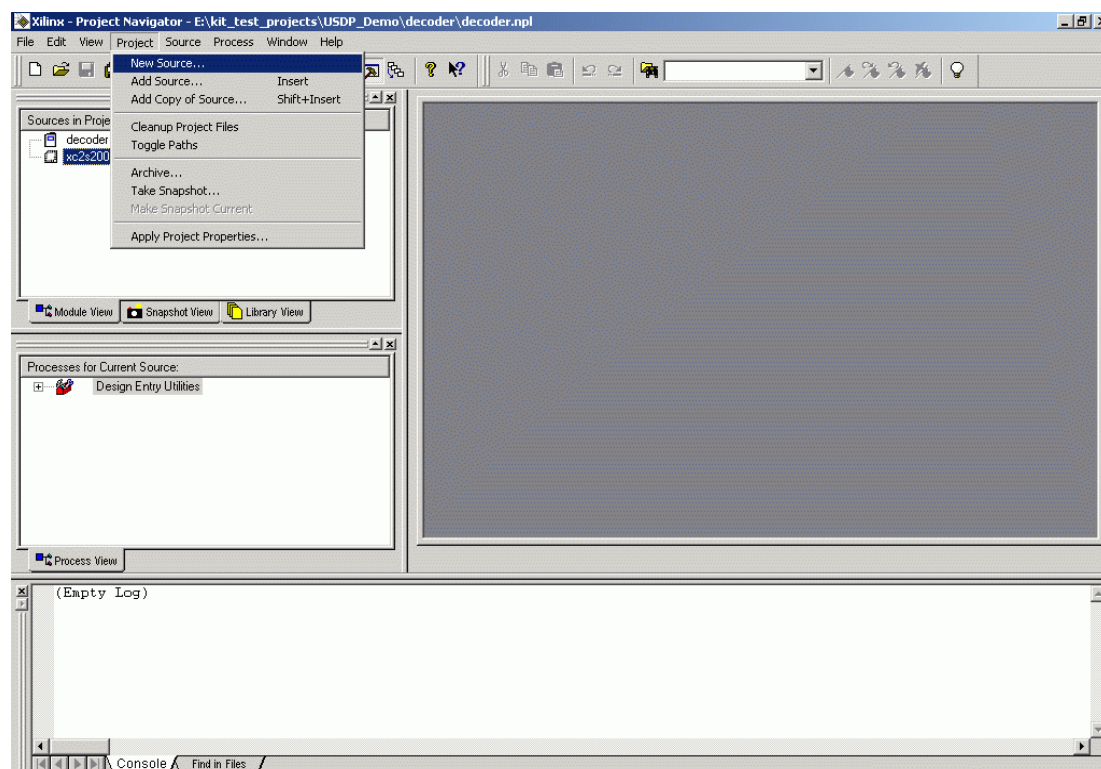 Xilinx - Project Navigator - E:\kit_test_projects\USDP_Demo\decoder\decoder.npl
File Edit View Project Source Process Window Help
New Source...
Add Source... Insert
Add Copy of Source... Shift+Insert
Cleanup Project Files
Toggle Paths
Archive...
Take Snapshot...
Make Snapshot Current
Apply Project Properties...
Sources in Proje
decoder
xc2s200
Module View Snapshot View Library View
Processes for Current Source:
Design Entry Utilities
Process View
(Empty Log)
Console Find in Files